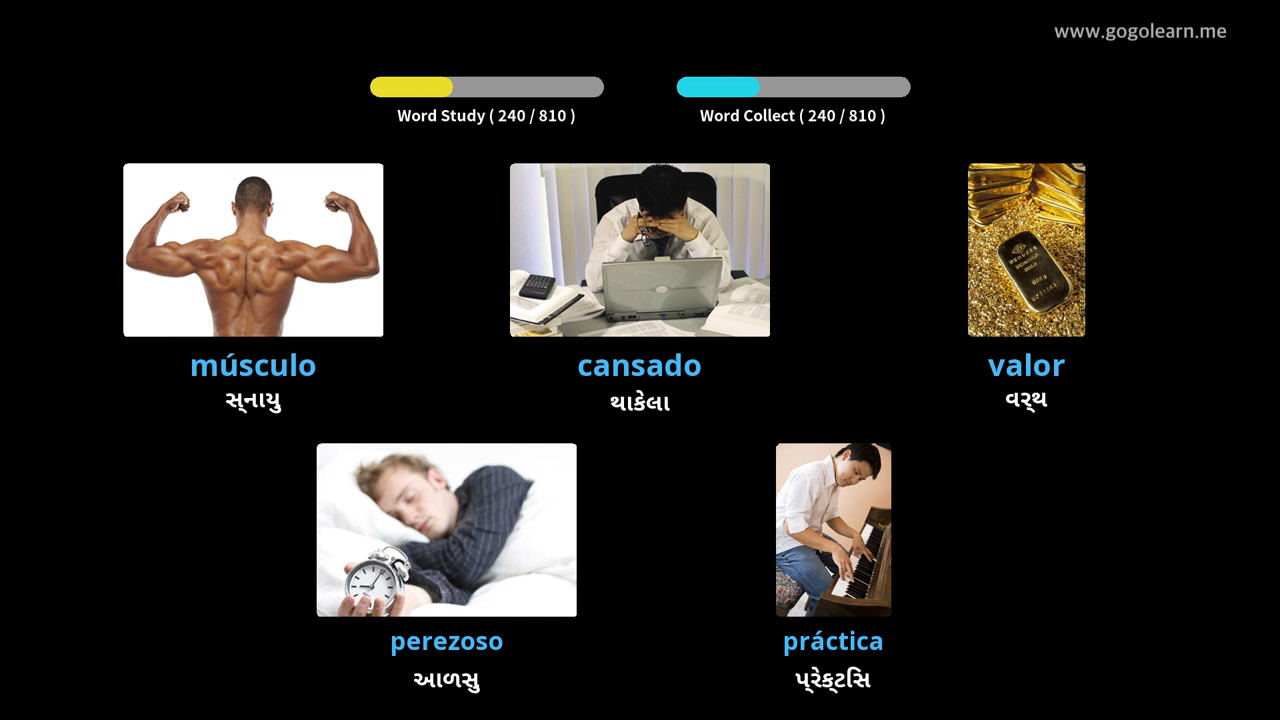 www.gogolearn.me
Word Study ( 240 / 810 )
Word Collect ( 240 / 810 )
músculo
સ્નાયુ
cansado
થાકેલા
valor
વર્થ
perezoso
આળસુ
práctica
પ્રેક્ટિસ